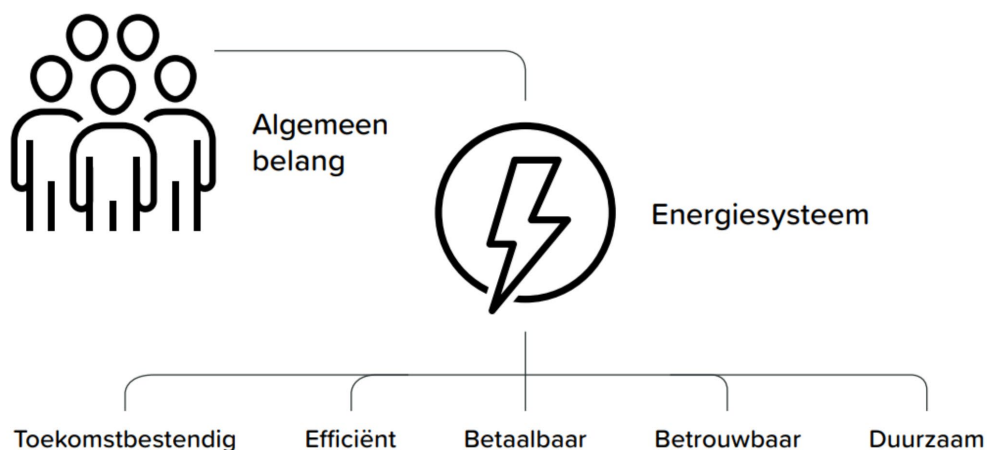 Algemeen
belang
Energiesysteem
Toekomstbestendig
Efficiënt
Betaalbaar
Betrouwbaar
Duurzaam